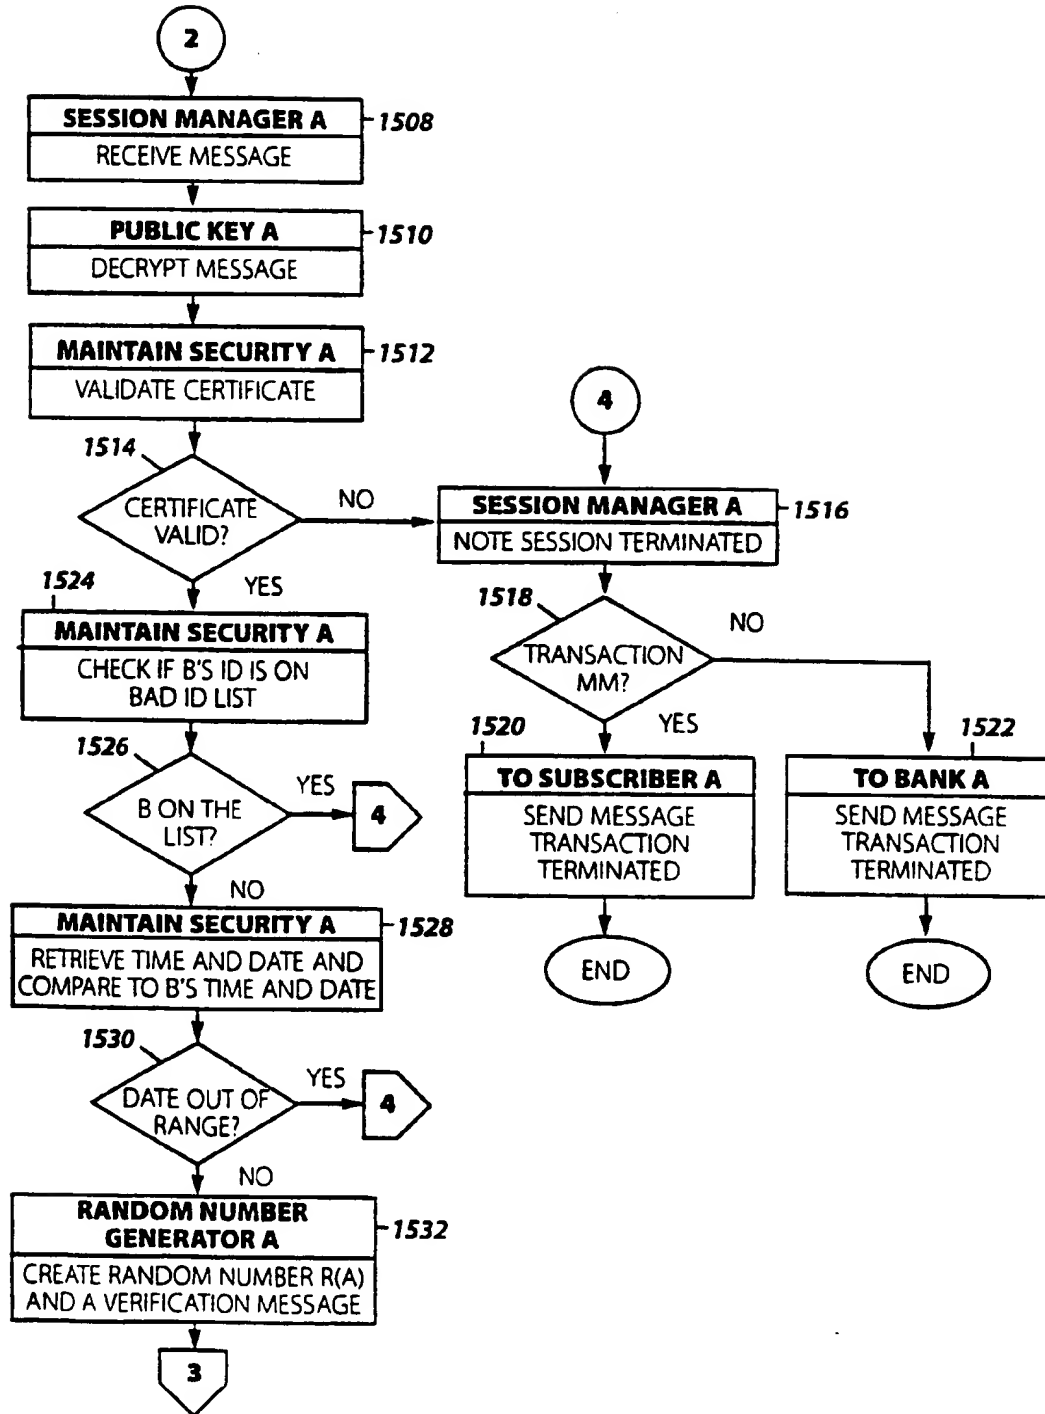 2
SESSION MANAGER A
1508
RECEIVE MESSAGE
PUBLIC KEY A
1510
DECRYPT MESSAGE
MAINTAIN SECURITY A
1512
VALIDATE CERTIFICATE
1514
CERTIFICATE
VALID?
NO
YES
4
SESSION MANAGER A
1516
NOTE SESSION TERMINATED
1518
TRANSACTION
MM?
NO
YES
1520
TO SUBSCRIBER A
SEND MESSAGE
TRANSACTION
TERMINATED
END
1522
TO BANK A
SEND MESSAGE
TRANSACTION
TERMINATED
END
1524
MAINTAIN SECURITY A
CHECK IF B'S ID IS ON
BAD ID LIST
1526
B ON THE
LIST?
YES
4
NO
MAINTAIN SECURITY A
1528
RETRIEVE TIME AND DATE AND
COMPARE TO B'S TIME AND DATE
1530
DATE OUT OF
RANGE?
YES
4
NO
RANDOM NUMBER
GENERATOR A
1532
CREATE RANDOM NUMBER R(A)
AND A VERIFICATION MESSAGE
3